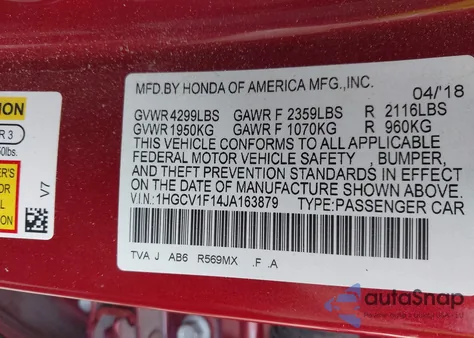 MFD.BY HONDA OF AMERICA MFG.,INC. 04/'18
GVWR 4299LBS GAWR F 2359LBS R 2116LBS
GVWR 1950KG GAWR F 1070KG R 960KG
THIS VEHICLE CONFORMS TO ALL APPLICABLE
FEDERAL MOTOR VEHICLE SAFETY , BUMPER,
AND THEFT PREVENTION STANDARDS IN EFFECT
ON THE DATE OF MANUFACTURE SHOWN ABOVE.
V.I.N.:1HGCV1F14JA163879 TYPE:PASSENGER CAR
TVA J AB6 R569MX .F .A
V7
autoSnap